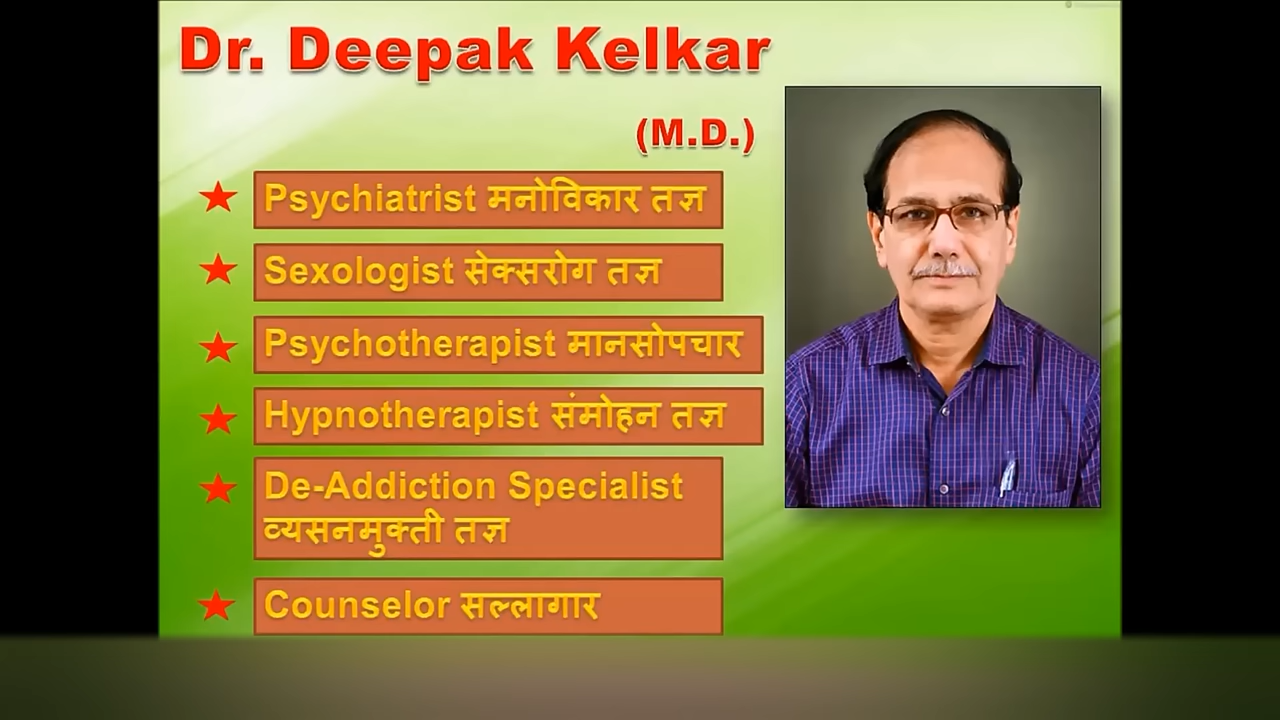 Dr. Deepak Kelkar
(M.D.)
Psychiatrist मनोविकार तज्ञ
Sexologist सेक्सरोग तज्ञ
Psychotherapist मानसोपचार
Hypnotherapist संमोहन तज्ञ
De-Addiction Specialist
व्यसनमुक्ती तज्ञ
Counselor सल्लागार